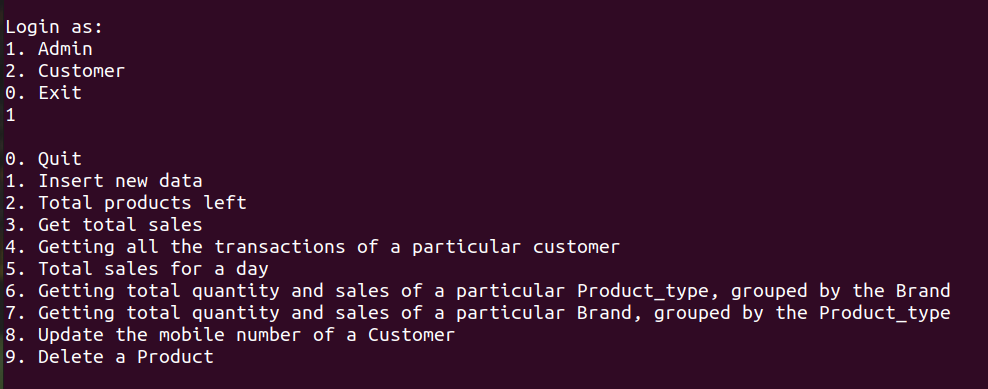 Login as:
1. Admin
2. Customer
0. Exit
1
0. Quit
1. Insert new data
2. Total products left
3. Get total sales
4. Getting all the transactions of a particular customer
5. Total sales for a day
6. Getting total quantity and sales of a particular Product_type, grouped by the Brand
7. Getting total quantity and sales of a particular Brand, grouped by the Product_type
8. Update the mobile number of a Customer
9. Delete a Product